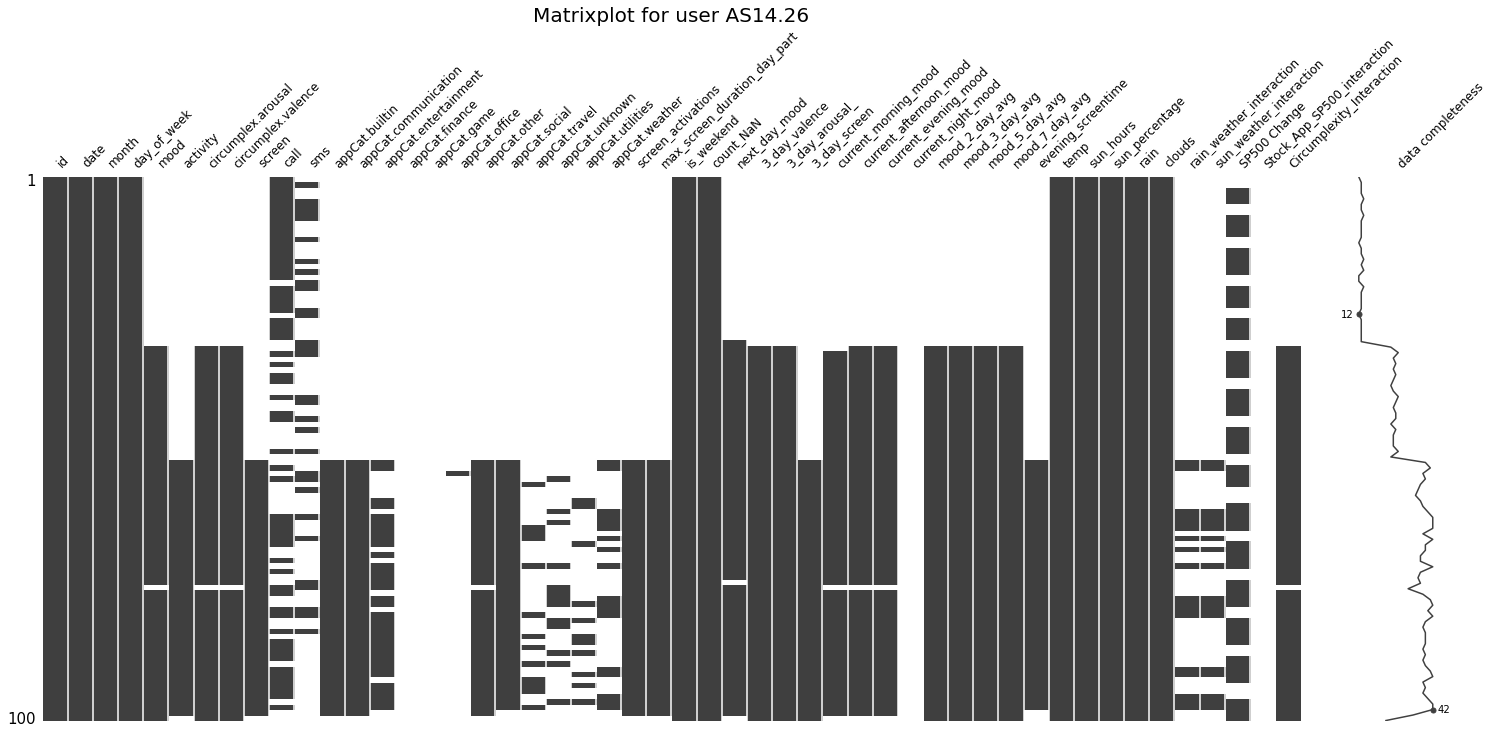 Matrixplot for user AS14.26
id
date
month
day_of_week
mood
activity
circumplex.arousal
circumplex.valence
screen
call
sms
appCat.builtin
appCat.communication
appCat.entertainment
appCat.finance
appCat.game
appCat.office
appCat.other
appCat.social
appCat.travel
appCat.unknown
appCat.utilities
appCat.weather
screen_activations
max_screen_duration_day_part
is_weekend
count_NaN
next_day_mood
3_day_valence
3_day_arousal_
3_day_screen
current_morning_mood
current_afternoon_mood
current_evening_mood
current_night_mood
mood_2_day_avg
mood_3_day_avg
mood_5_day_avg
mood_7_day_avg
evening_screentime
temp
sun_hours
sun_percentage
rain
clouds
rain_weather_interaction
sun_weather_interaction
SP500 Change
Stock_App_SP500_interaction
Circumplexity_Interaction
data completeness
1
12
100
42